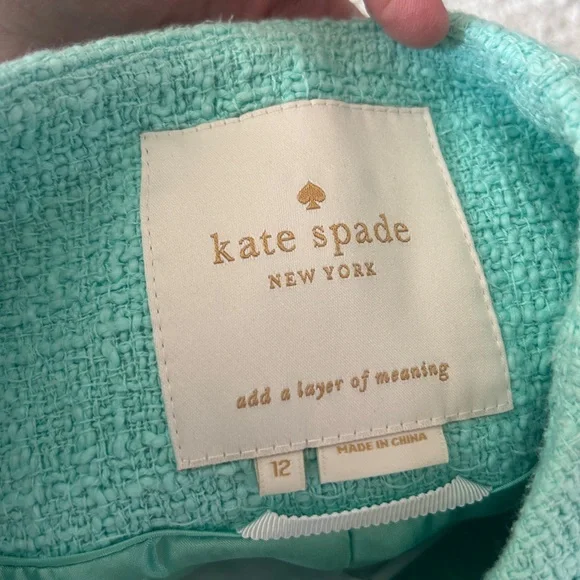 kate spade
NEW YORK
add a layer of meaning
12
MADE IN CHINA